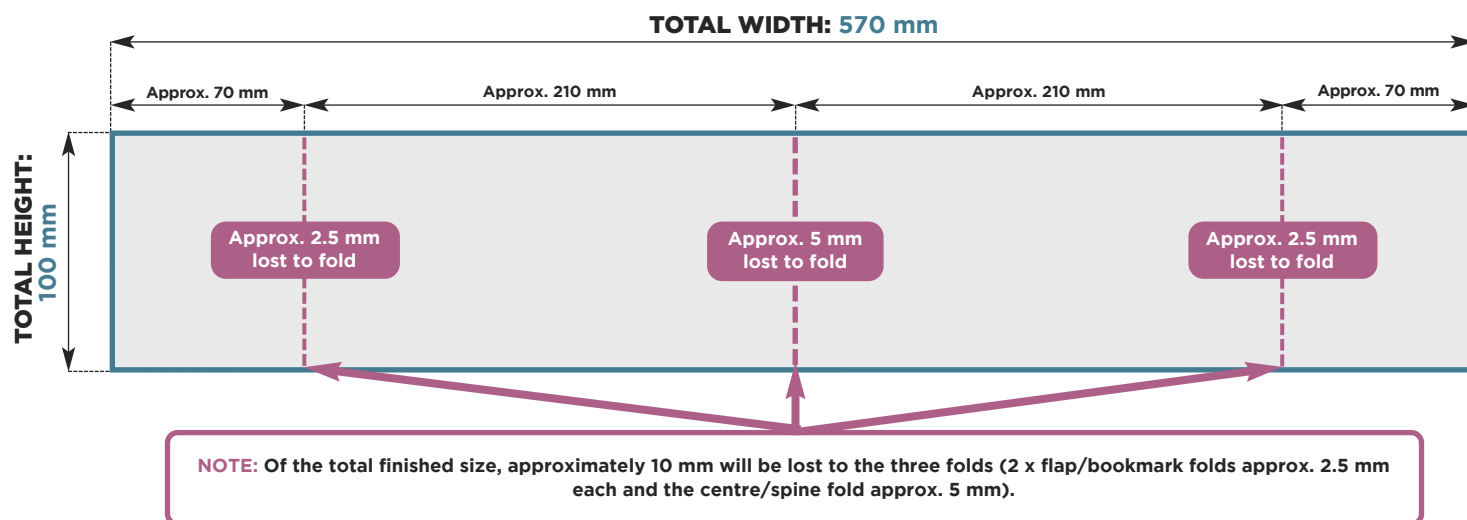 TOTAL WIDTH: 570 mm
Approx. 70 mm
Approx. 210 mm
Approx. 210 mm
Approx. 70 mm
TOTAL HEIGHT:
100 mm
Approx. 2.5 mm
lost to fold
Approx. 5 mm
lost to fold
Approx. 2.5 mm
lost to fold
NOTE: Of the total finished size, approximately 10 mm will be lost to the three folds (2 x flap/bookmark folds approx. 2.5 mm
each and the centre/spine fold approx. 5 mm).